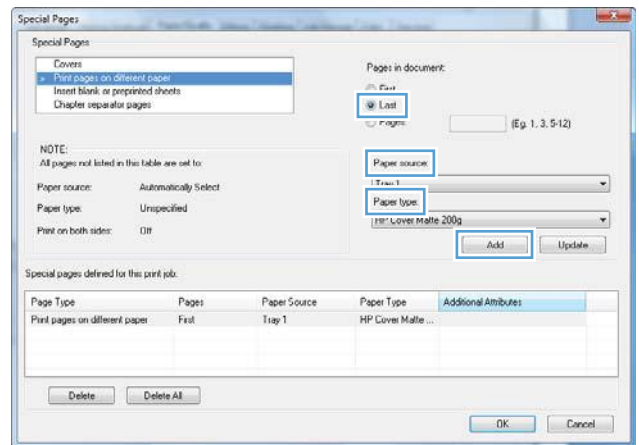 Special Pages
Special Pages
Covers
Print pages on different paper
Insert blank or preprinted sheets
Chapter separator pages
Pages in document:
First
Last
Pages: (Eg. 1, 3, 5-12)
NOTE:
All pages not listed in this table are set to:
Paper source: Automatically Select
Paper type: Unspecified
Print on both sides: Off
Paper source:
Tray 1
Paper type:
HP Cover Matte 200g
Add Update
Special pages defined for this print job:
Page Type Pages Paper Source Paper Type Additional Attributes
Print pages on different paper First Tray 1 HP Cover Matte ...
Delete Delete All
OK Cancel